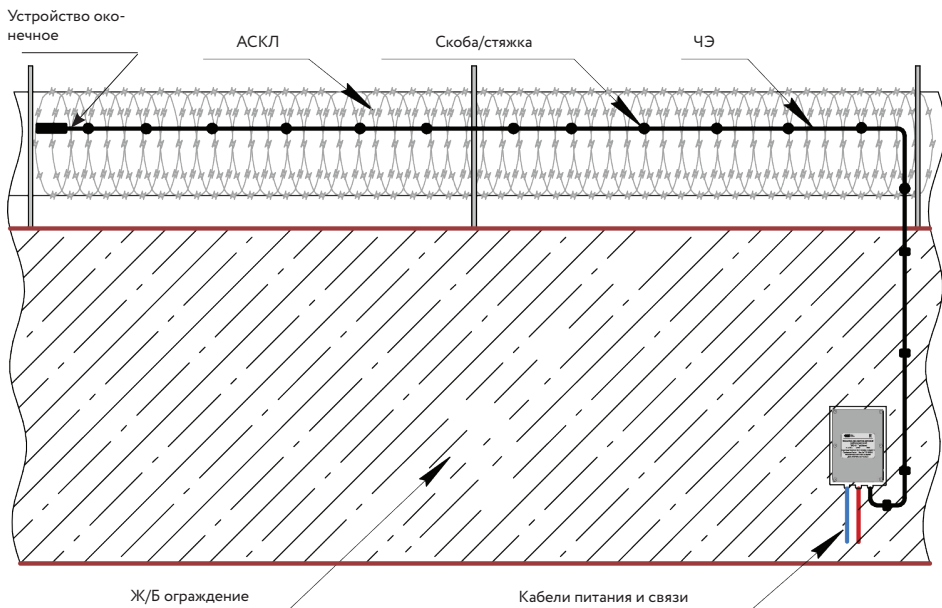 Устройство око-
нечное
АСКЛ
Скоба/стяжка
ЧЭ
Ж/Б ограждение
Кабели питания и связи